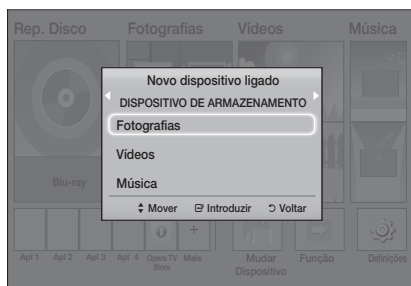 Rep. Disco Fotografias Vídeos Música
Novo dispositivo ligado
DISPOSITIVO DE ARMAZENAMENTO
Fotografias
Vídeos
Música
Mover Introduzir Voltar
Blu-ray
Apl 1 Apl 2 Apl 3 Apl 4 Opera TV Store Mais Mudar Dispositivo Função Definições